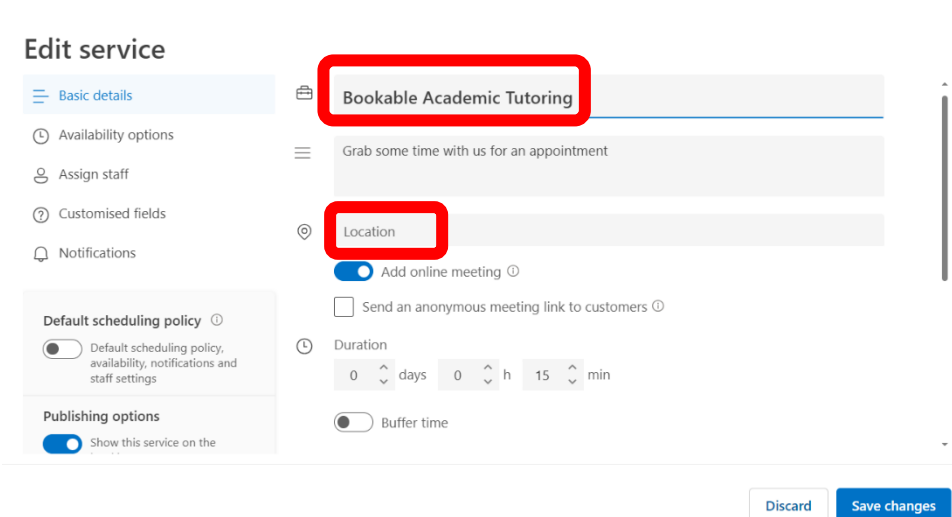 Edit service
Basic details
Availability options
Assign staff
Customised fields
Notifications
Default scheduling policy
Default scheduling policy,
availability, notifications and
staff settings
Publishing options
Show this service on the
Bookable Academic Tutoring
Grab some time with us for an appointment
Location
Add online meeting
Send an anonymous meeting link to customers
Duration
0 days 0 h 15 min
Buffer time
Discard Save changes